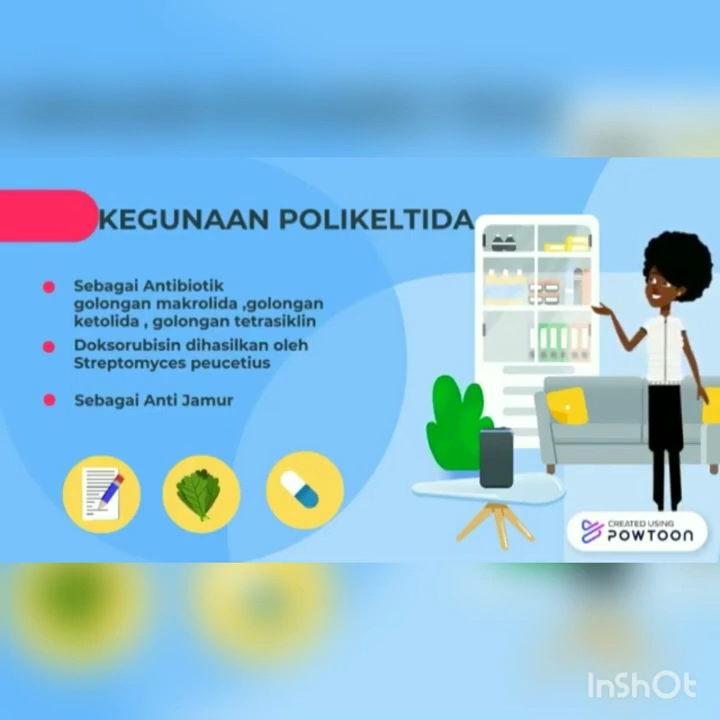 KEGUNAAN POLIKELTIDA
Sebagai Antibiotik
golongan makrolida ,golongan
ketolida , golongan tetrasiklin
Doksorubisin dihasilkan oleh
Streptomyces peucetius
Sebagai Anti Jamur
CREATED USING
POWTOON
InShOt